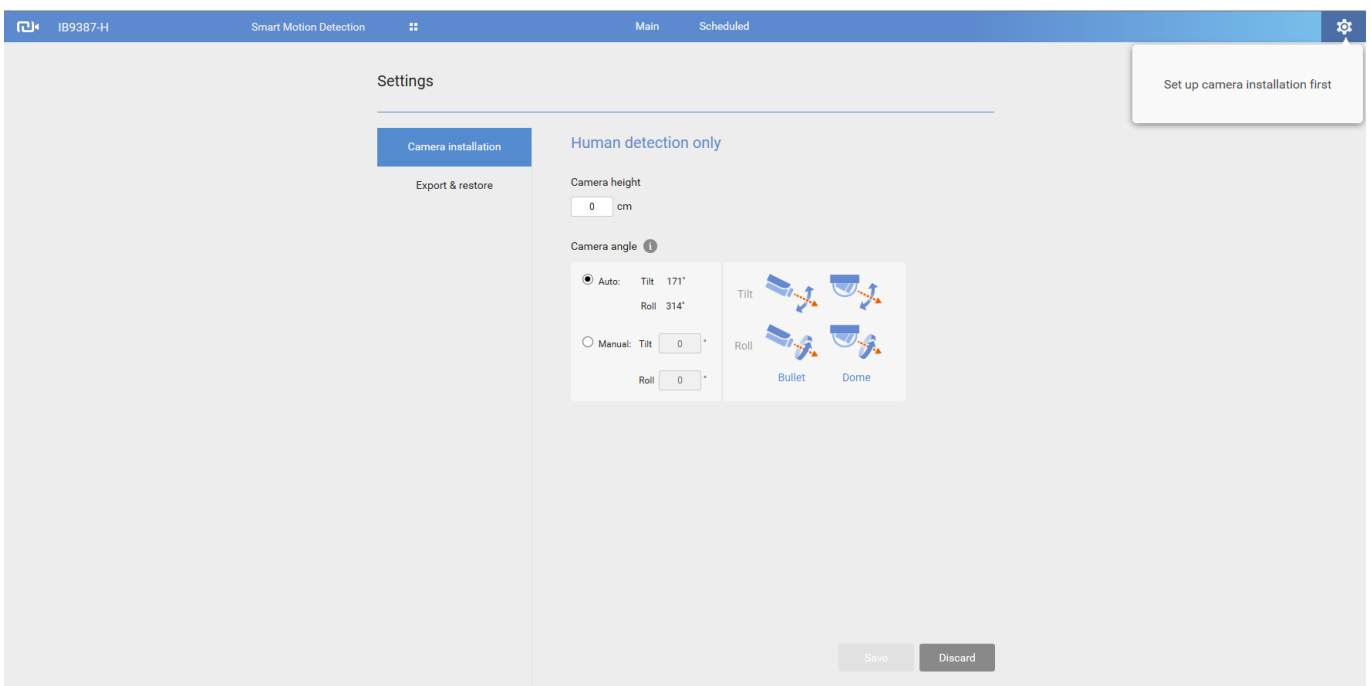 IB9387-H Smart Motion Detection Main Scheduled
Set up camera installation first
Settings
Camera installation
Export & restore
Human detection only
Camera height
0 cm
Camera angle i
Auto: Tilt 171°
Roll 314°
Manual: Tilt 0 °
Roll 0 °
Tilt
Roll
Bullet Dome
Save Discard